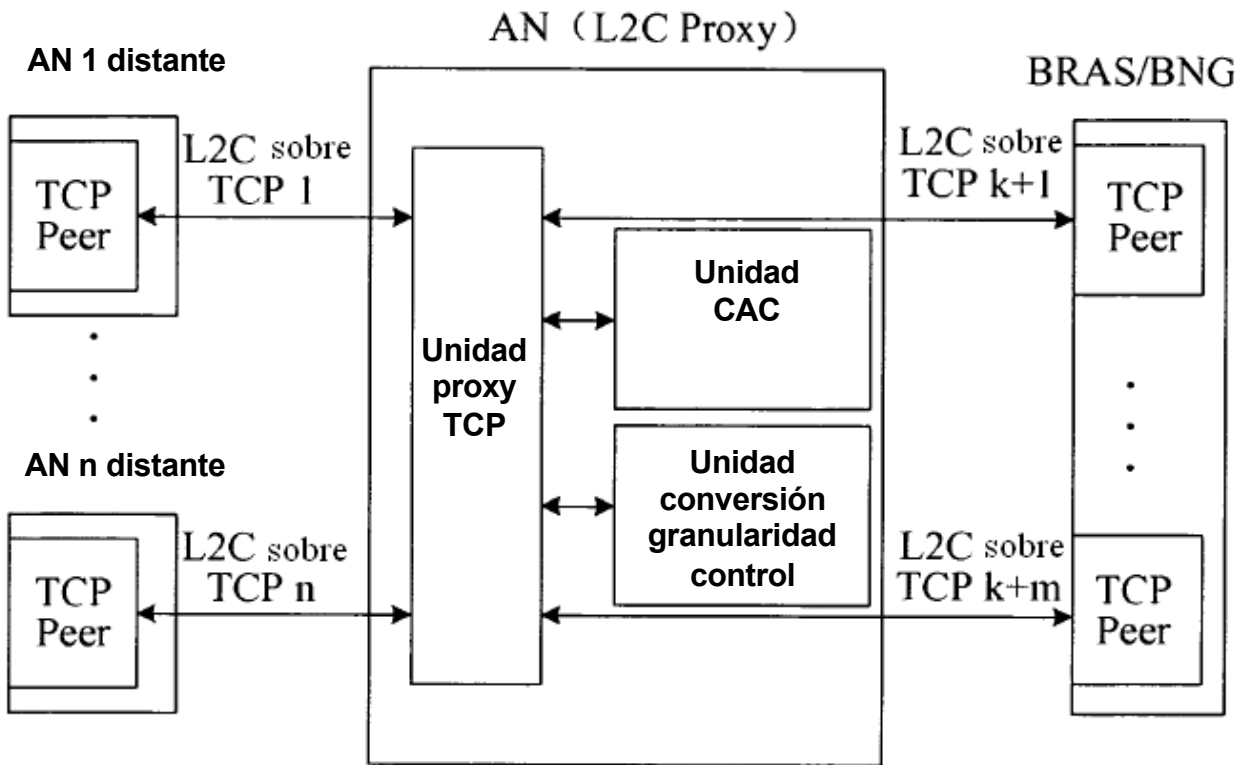 AN (L2C Proxy)
AN 1 distante
BRAS/BNG
L2C sobre
TCP 1
L2C sobre
TCP k+1
TCP
Peer
TCP
Peer
Unidad
CAC
Unidad
proxy
TCP
AN n distante
Unidad
conversión
granularidad
control
L2C sobre
TCP n
L2C sobre
TCP k+m
TCP
Peer
TCP
Peer